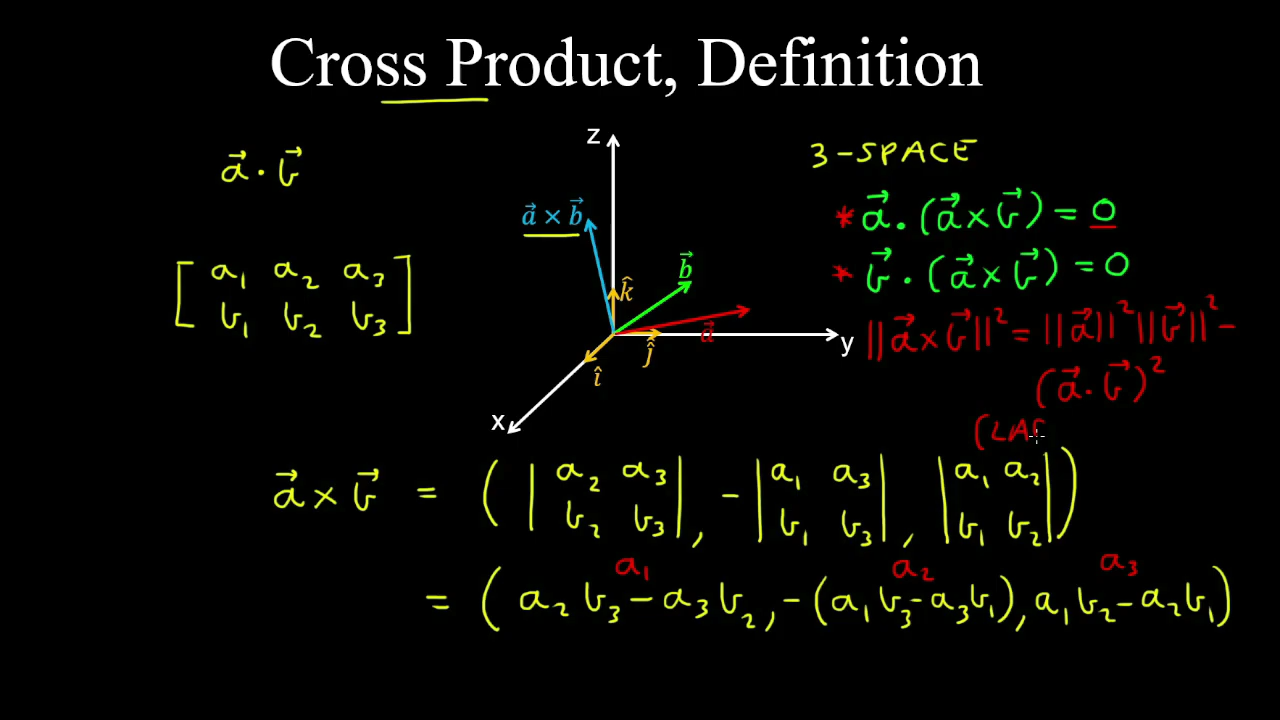 Cross Product, Definition
a⃗ · b⃗
[ a₁ a₂ a₃
b₁ b₂ b₃ ]
z
a⃗ × b⃗
b⃗
k̂
a⃗
y
ĵ
î
x
3-SPACE
* a⃗ · (a⃗ × b⃗) = 0
* b⃗ · (a⃗ × b⃗) = 0
||a⃗ × b⃗||² = ||a⃗||² ||b⃗||² −
(a⃗ · b⃗)²
a⃗ × b⃗ = ( |a₂ a₃; b₂ b₃|, − |a₁ a₃; b₁ b₃|, |a₁ a₂; b₁ b₂| )
a₁ a₂ a₃
= ( a₂ b₃ − a₃ b₂, − (a₁ b₃ − a₃ b₁), a₁ b₂ − a₂ b₁ )